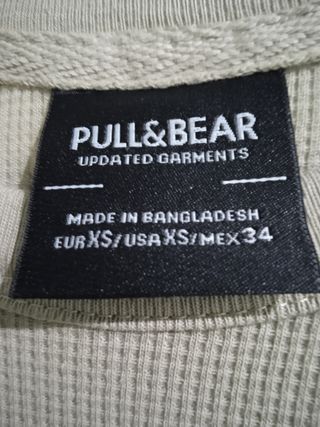 PULL&BEAR
UPDATED GARMENTS
MADE IN BANGLADESH
EUR XS/USA XS/MEX 34